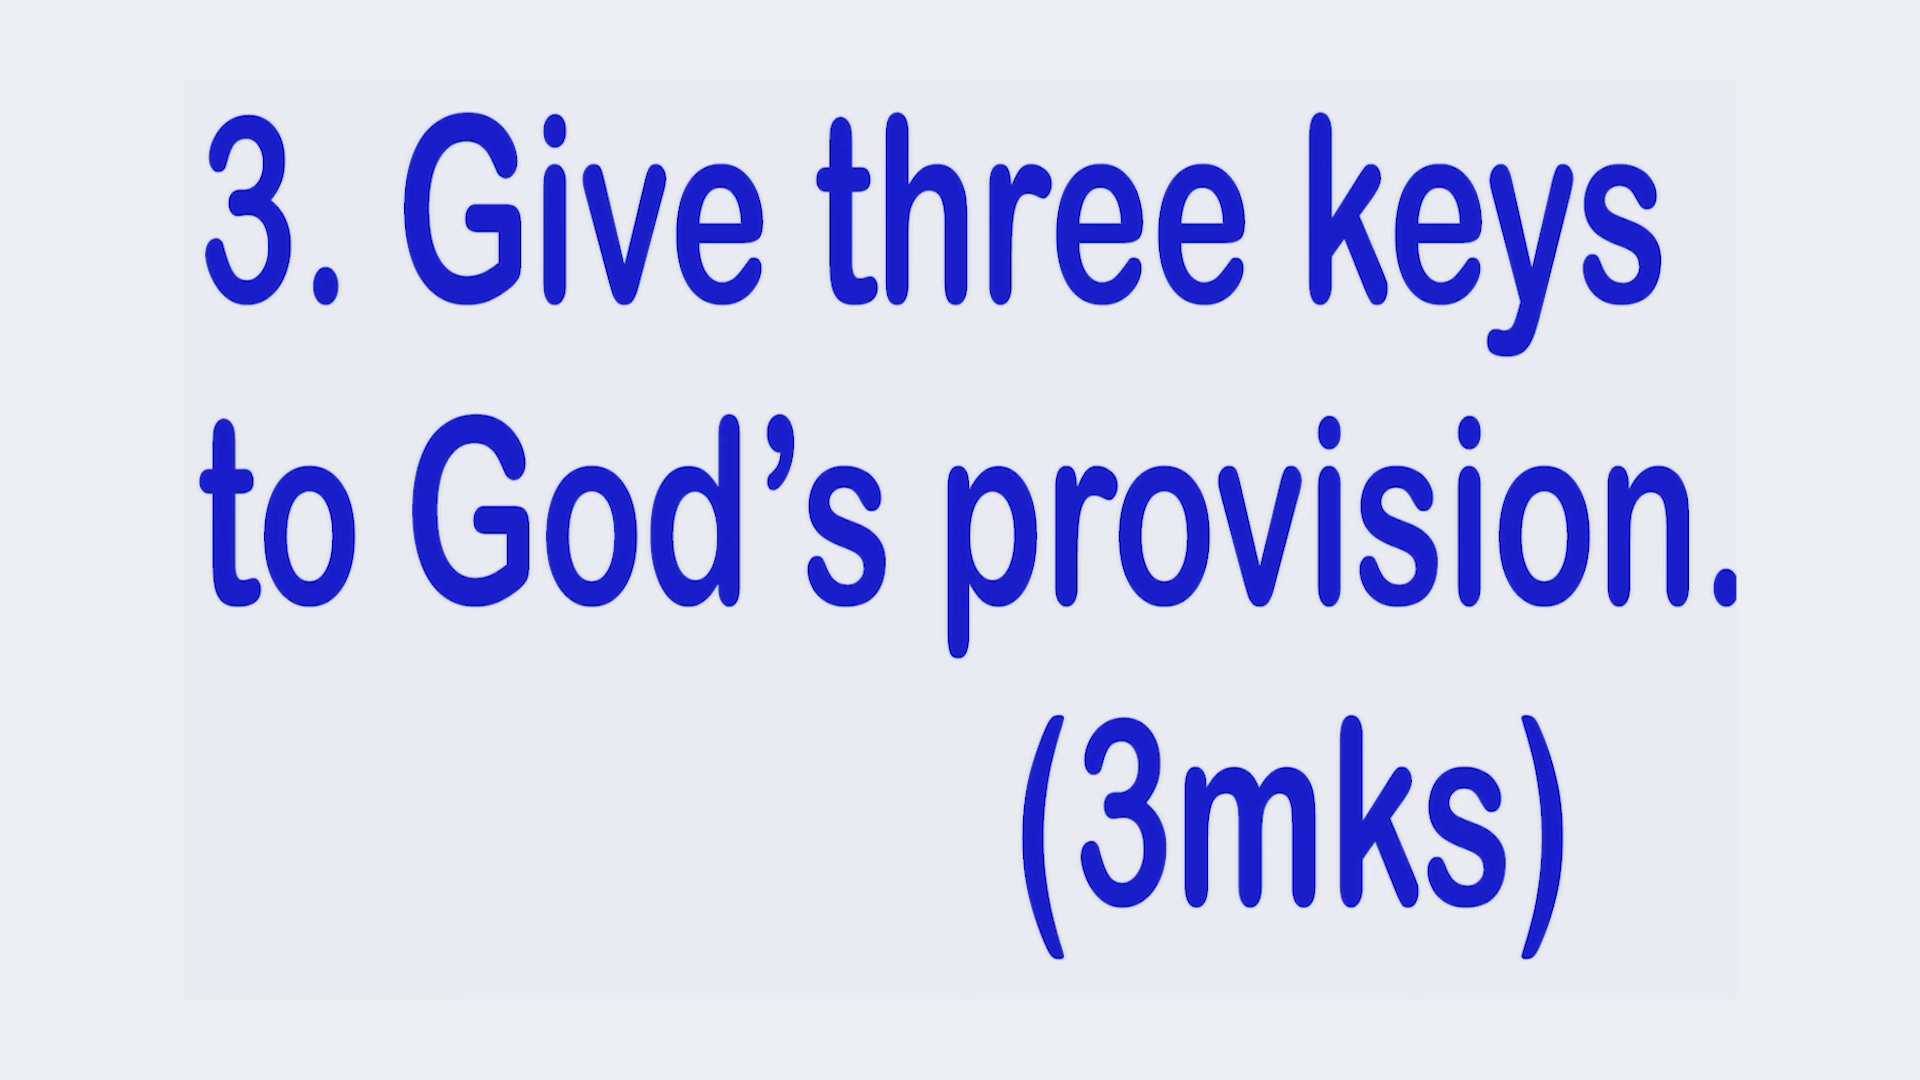 3. Give three keys
to God’s provision.
(3mks)